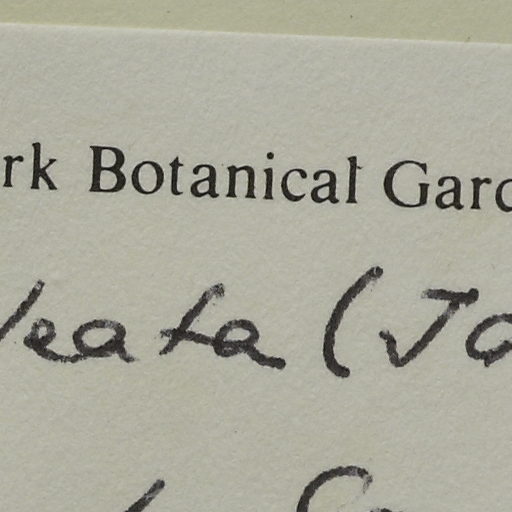 rk Botanical Gard
leata (Ja